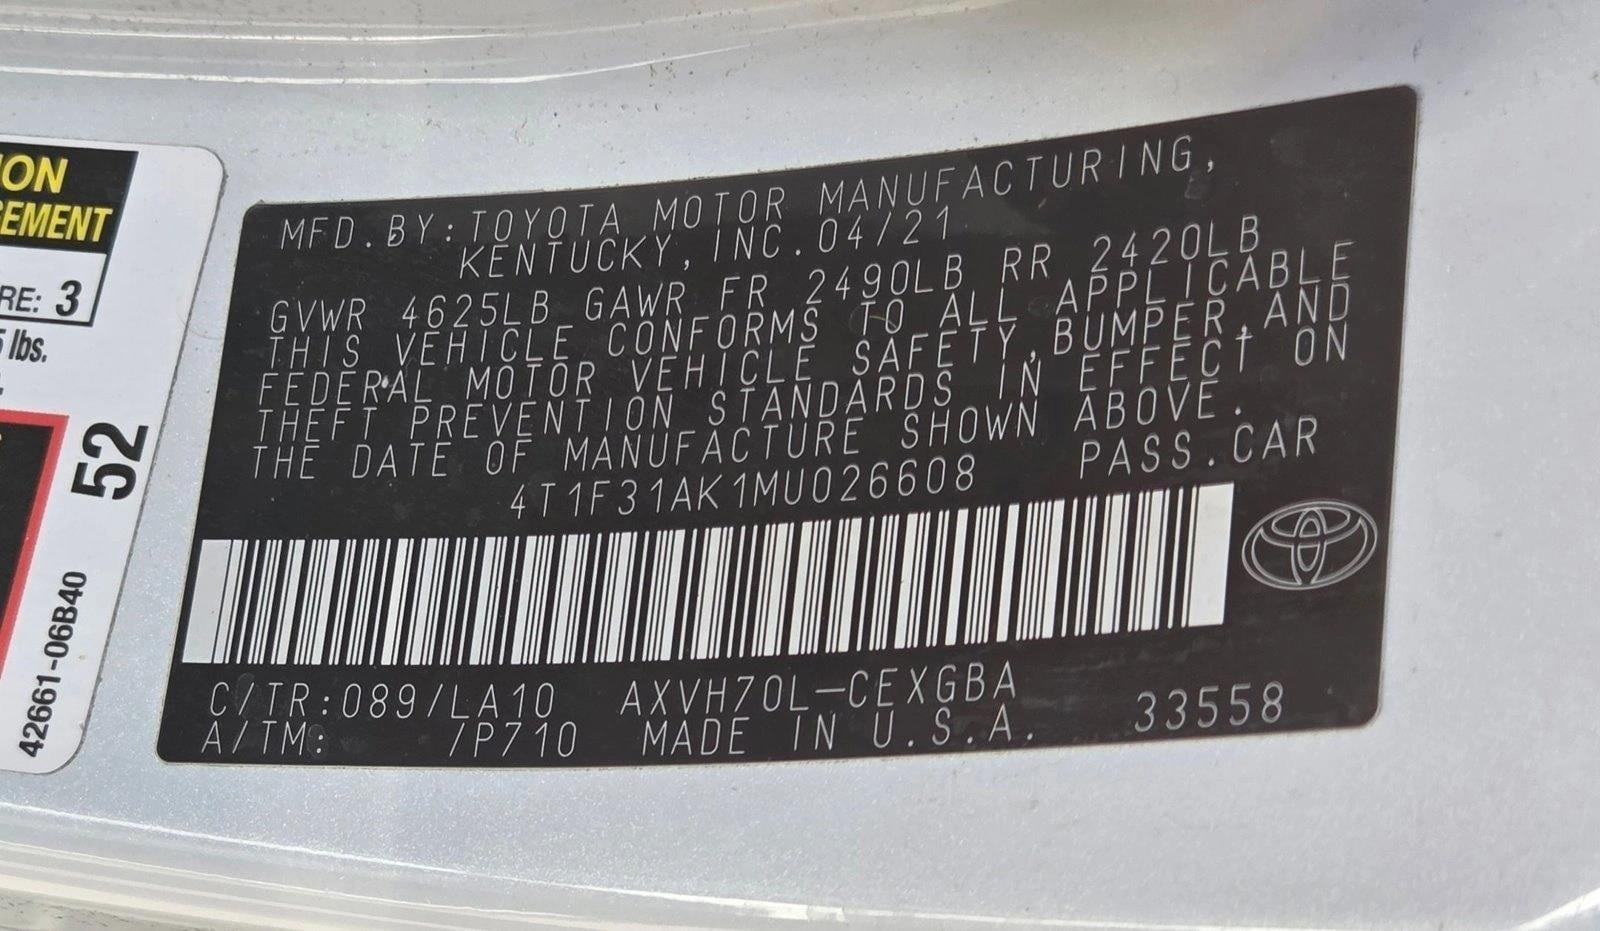 ION
EMENT
RE: 3
5 lbs.
52
42661-06B40
MFD.BY:TOYOTA MOTOR MANUFACTURING,
KENTUCKY, INC.04/21
GVWR 4625LB GAWR FR 2490LB RR 2420LB
THIS VEHICLE CONFORMS TO ALL APPLICABLE
FEDERAL MOTOR VEHICLE SAFETY,BUMPER,AND
THEFT PREVENTION STANDARDS IN EFFECT ON
THE DATE OF MANUFACTURE SHOWN ABOVE.
4T1F31AK1MU026608 PASS.CAR
C/TR:089/LA10 AXVH70L-CEXGBA
A/TM: /P710 MADE IN U.S.A. 33558